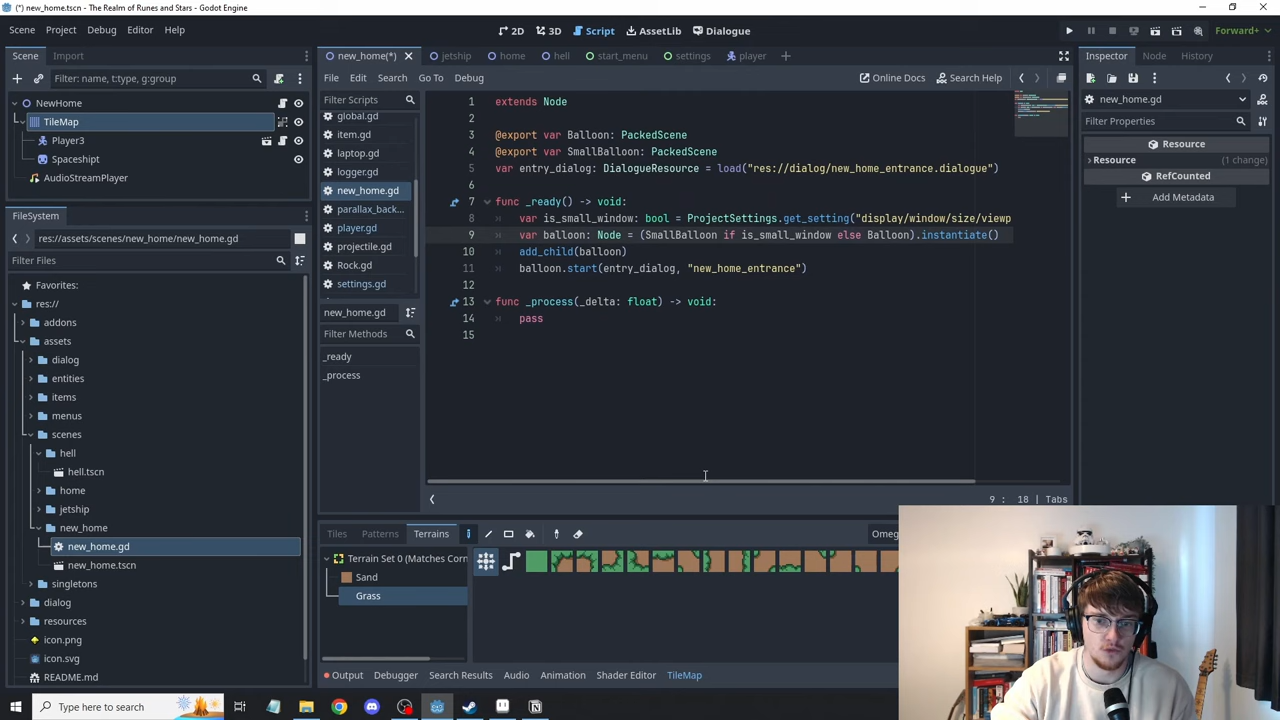 (*) new_home.tscn - The Realm of Runes and Stars - Godot Engine
Scene Project Debug Editor Help
2D 3D Script AssetLib Dialogue
Forward+
Scene Import
Filter: name, t:type, g:group
NewHome
TileMap
Player3
Spaceshipt
AudioStreamPlayer
FileSystem
res://assets/scenes/new_home/new_home.gd
Filter Files
Favorites:
res://
addons
assets
dialog
entities
items
menus
scenes
hell
hell.tscn
home
jetship
new_home
new_home.gd
new_home.tscn
singletons
dialog
resources
icon.png
icon.svg
README.md
new_home(*) jetship home hell start_menu settings player
File Edit Search Go To Debug
Online Docs Search Help
Filter Scripts
global.gd
item.gd
laptop.gd
logger.gd
new_home.gd
parallax_back...
player.gd
projectile.gd
Rock.gd
settings.gd
new_home.gd
Filter Methods
_ready
_process
1 extends Node
2
3 @export var Balloon: PackedScene
4 @export var SmallBalloon: PackedScene
5 var entry_dialog: DialogueResource = load("res://dialog/new_home_entrance.dialogue")
6
7 func _ready() -> void:
8 var is_small_window: bool = ProjectSettings.get_setting("display/window/size/viewp
9 var balloon: Node = (SmallBalloon if is_small_window else Balloon).instantiate()
10 add_child(balloon)
11 balloon.start(entry_dialog, "new_home_entrance")
12
13 func _process(_delta: float) -> void:
14 pass
15
9 : 18 | Tabs
Tiles Patterns Terrains
Omeg
Terrain Set 0 (Matches Corn
Sand
Grass
Output Debugger Search Results Audio Animation Shader Editor TileMap
Inspector Node History
new_home.gd
Filter Properties
Resource
Resource (1 change)
RefCounted
Add Metadata
Type here to search